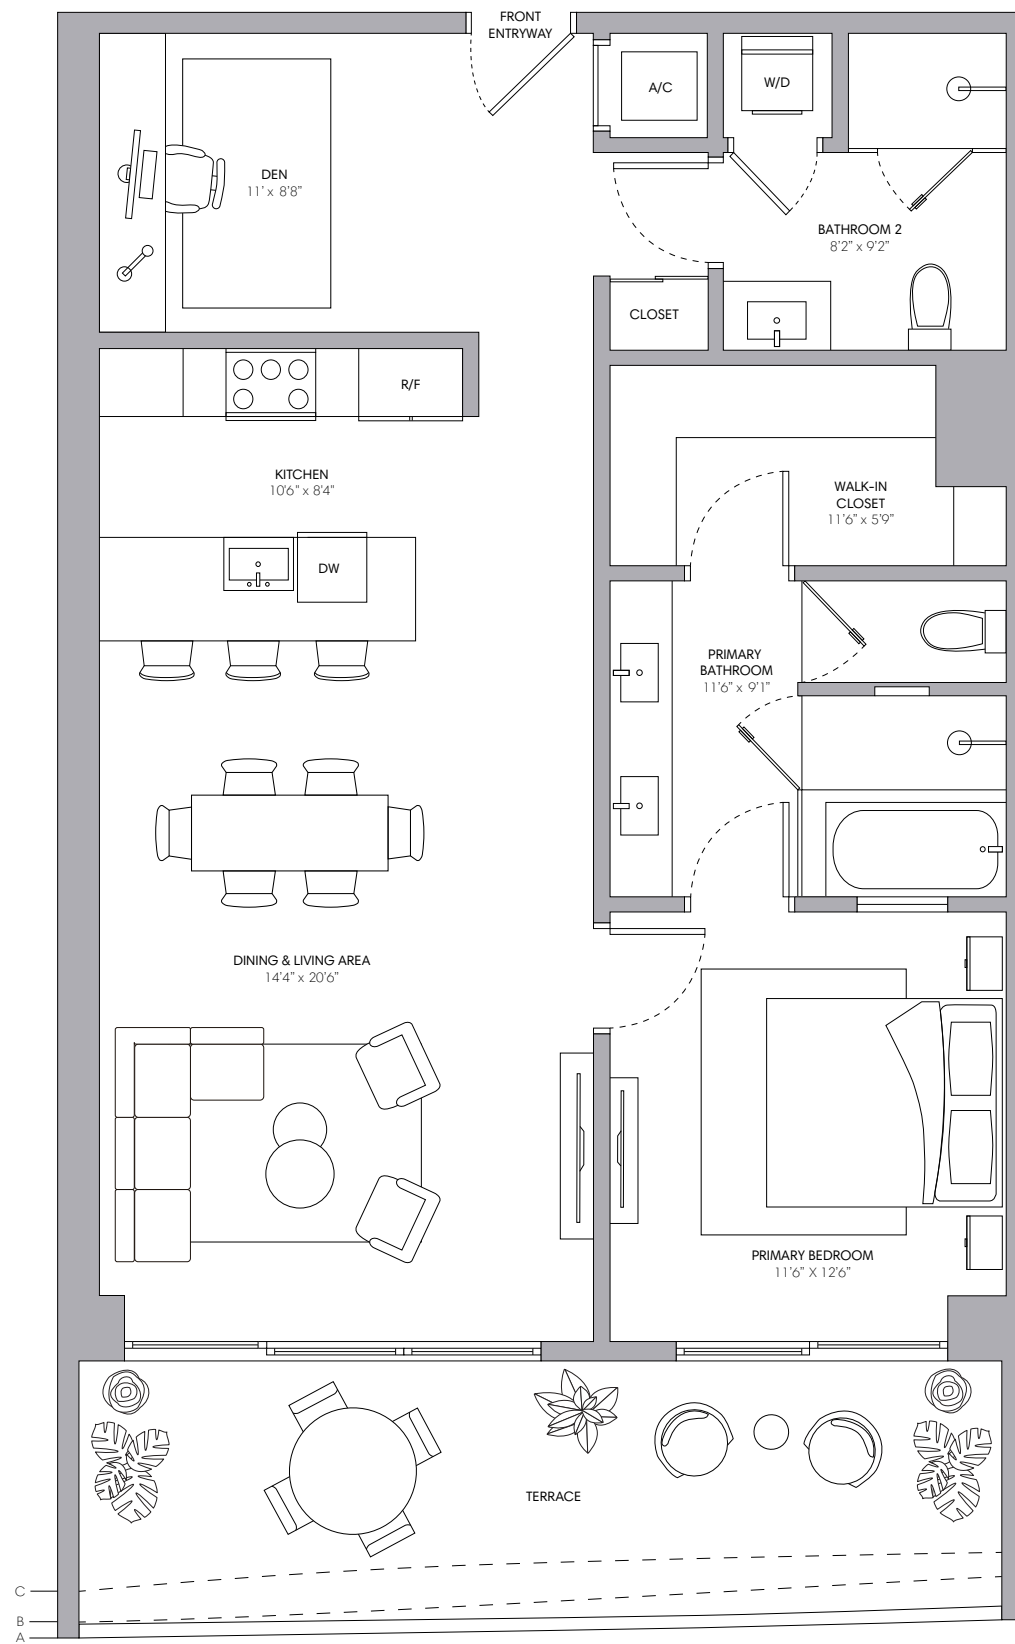 FRONT
ENTRYWAY
A/C
W/D
DEN
11' x 8'8”
BATHROOM 2
8'2” x 9'2”
CLOSET
R/F
KITCHEN
10'6” x 8'4”
WALK-IN
CLOSET
11'6” x 5'9”
DW
PRIMARY
BATHROOM
11'6” x 9'1”
DINING & LIVING AREA
14'4” x 20'6”
PRIMARY BEDROOM
11'6” X 12'6”
TERRACE
C
B
A